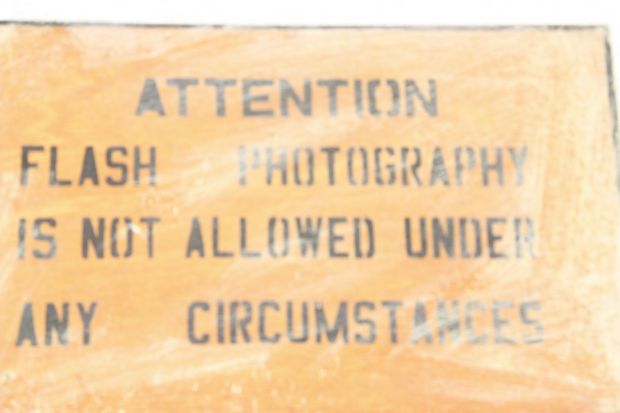 ATTENTION
FLASH PHOTOGRAPHY
IS NOT ALLOWED UNDER
ANY CIRCUMSTANCES